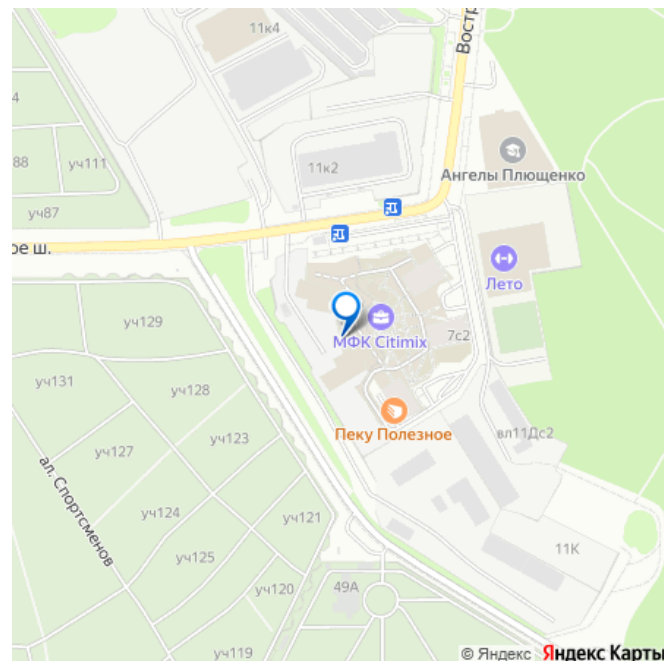 11к4
Востр
4
88
уч111
11к2
Ангелы Плющенко
уч87
ое ш.
Лето
уч129
МФК Citimix
7с2
уч131
уч128
Пеку Полезное
уч123
вл11Дс2
уч127
ал. Спортсменов
уч124
уч121
уч125
11К
уч120
49А
уч119
© Яндекс Яндекс Карты